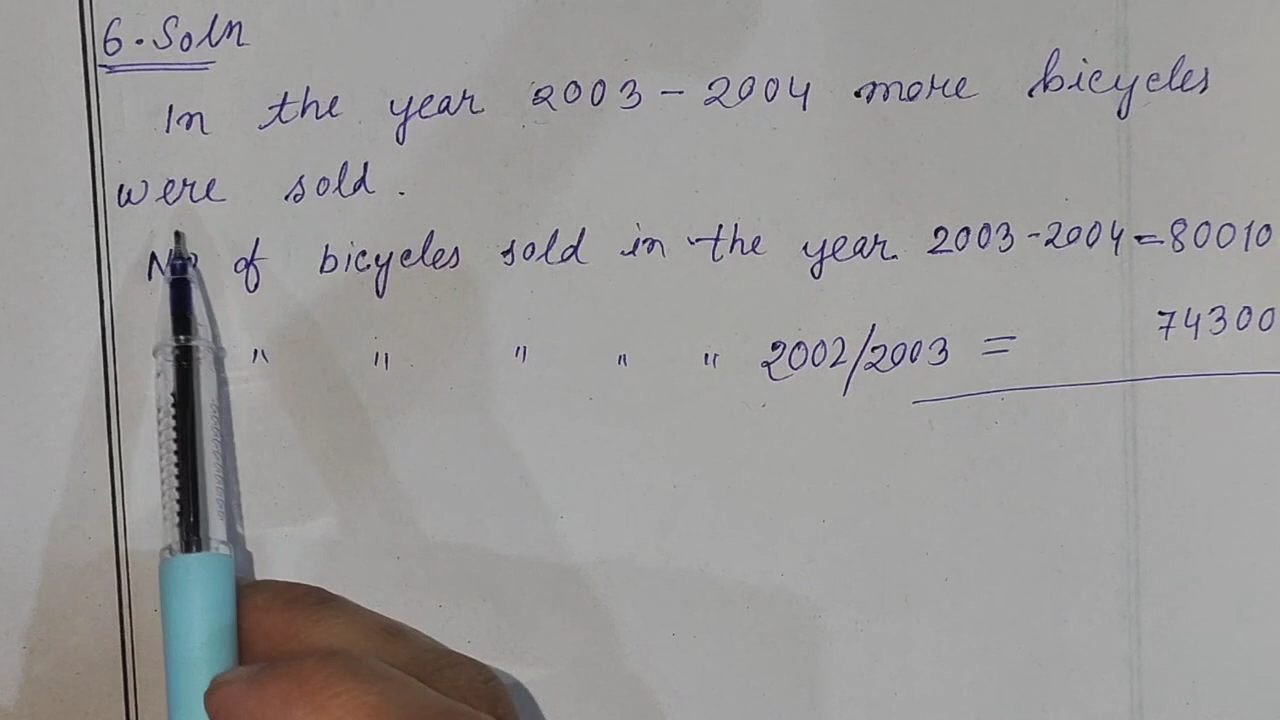 6. Soln
In the year 2003 - 2004 more bicycles
were sold.
No of bicycles sold in the year 2003-2004 = 80010
" " " " " 2002/2003 = 74300